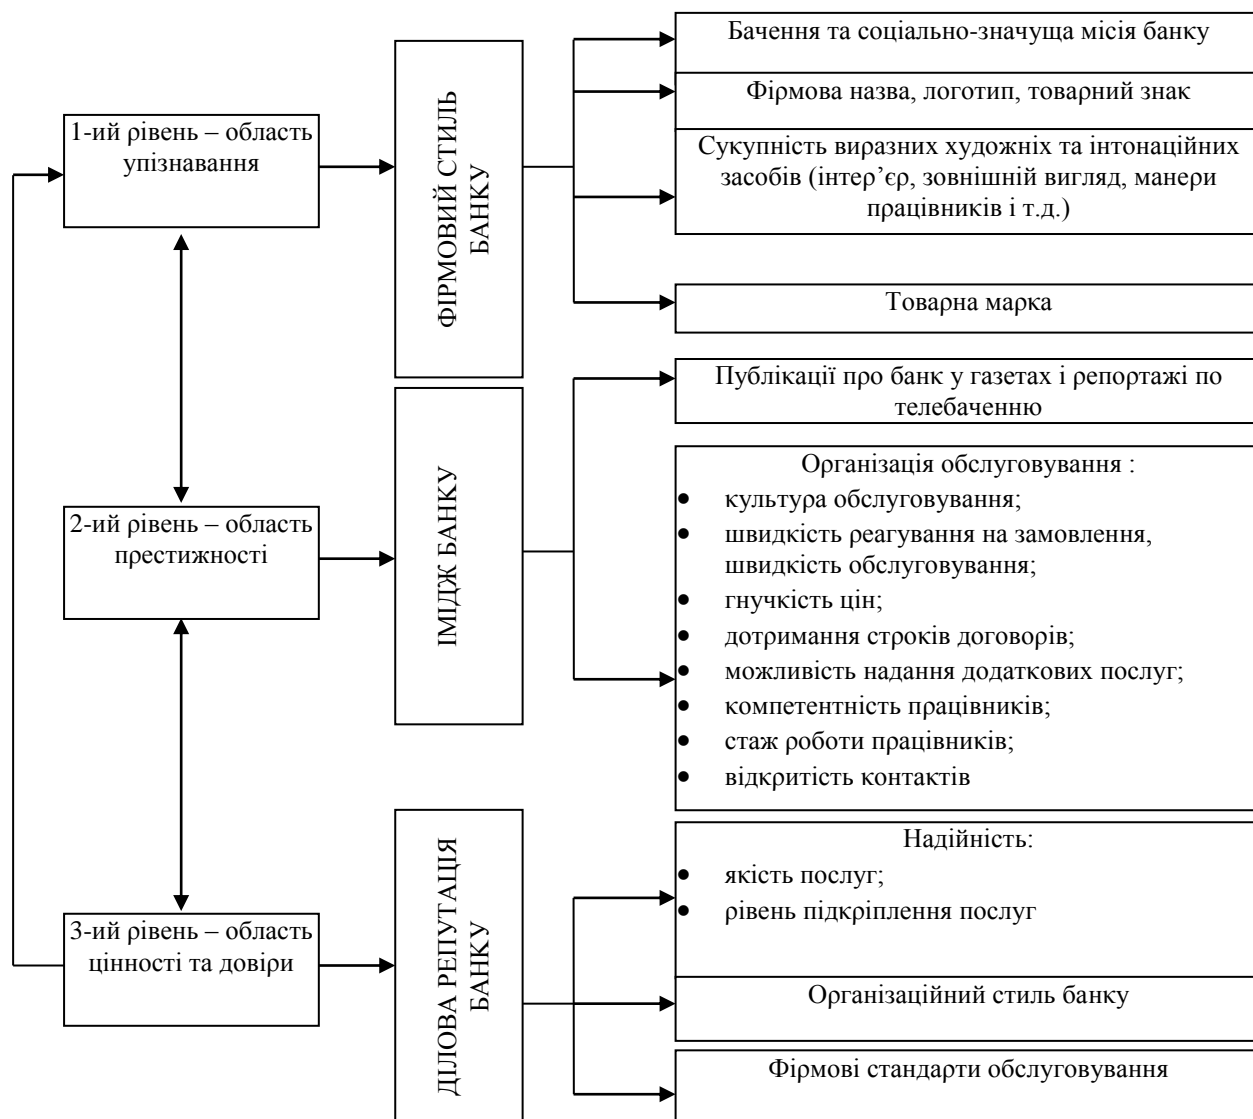 1-ий рівень – область
упізнавання
ФІРМОВИЙ СТИЛЬ
БАНКУ
Бачення та соціально-значуща місія банку
Фірмова назва, логотип, товарний знак
Сукупність виразних художніх та інтонаційних
засобів (інтер’єр, зовнішній вигляд, манери
працівників і т.д.)
Товарна марка
2-ий рівень – область
престижності
ІМІДЖ БАНКУ
Публікації про банк у газетах і репортажі по
телебаченню
Організація обслуговування :
• культура обслуговування;
• швидкість реагування на замовлення,
швидкість обслуговування;
• гнучкість цін;
• дотримання строків договорів;
• можливість надання додаткових послуг;
• компетентність працівників;
• стаж роботи працівників;
• відкритість контактів
3-ий рівень – область
цінності та довіри
ДІЛОВА РЕПУТАЦІЯ
БАНКУ
Надійність:
• якість послуг;
• рівень підкріплення послуг
Організаційний стиль банку
Фірмові стандарти обслуговування